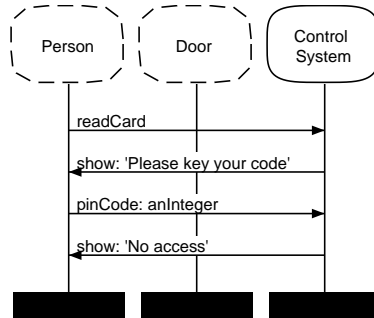 Person
Door
Control
System
readCard
show: 'Please key your code'
pinCode: anInteger
show: 'No access'